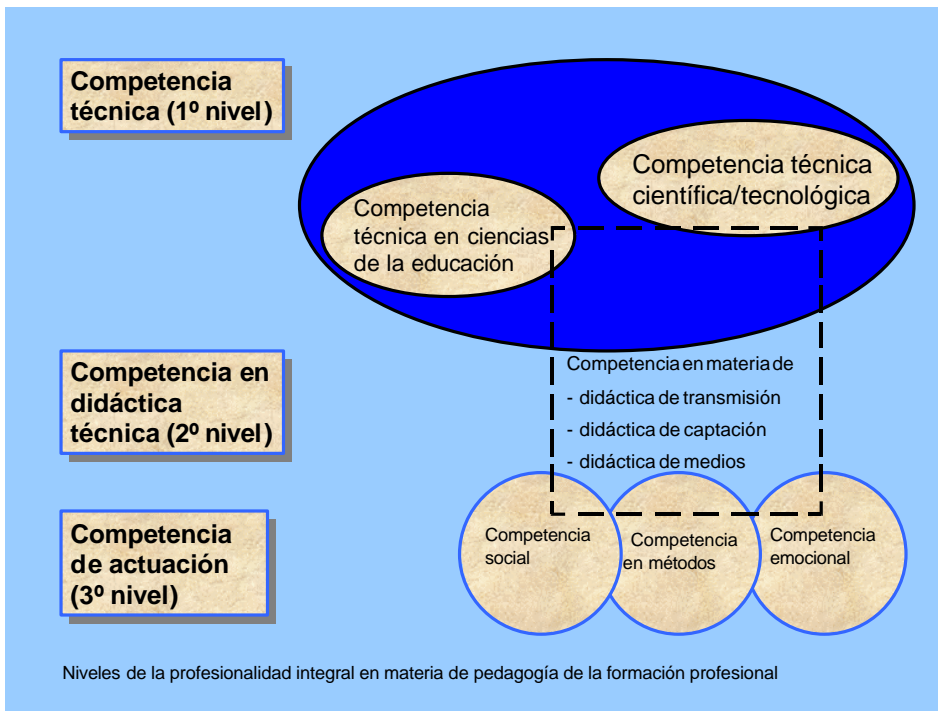 Competencia
técnica (1º nivel)
Competencia técnica
científica/tecnológica
Competencia
técnica en ciencias
de la educación
Competencia en
didáctica
técnica (2º nivel)
Competencia en materia de
- didáctica de transmisión
- didáctica de captación
- didáctica de medios
Competencia
de actuación
(3º nivel)
Competencia
social
Competencia
en métodos
Competencia
emocional
Niveles de la profesionalidad integral en materia de pedagogía de la formación profesional